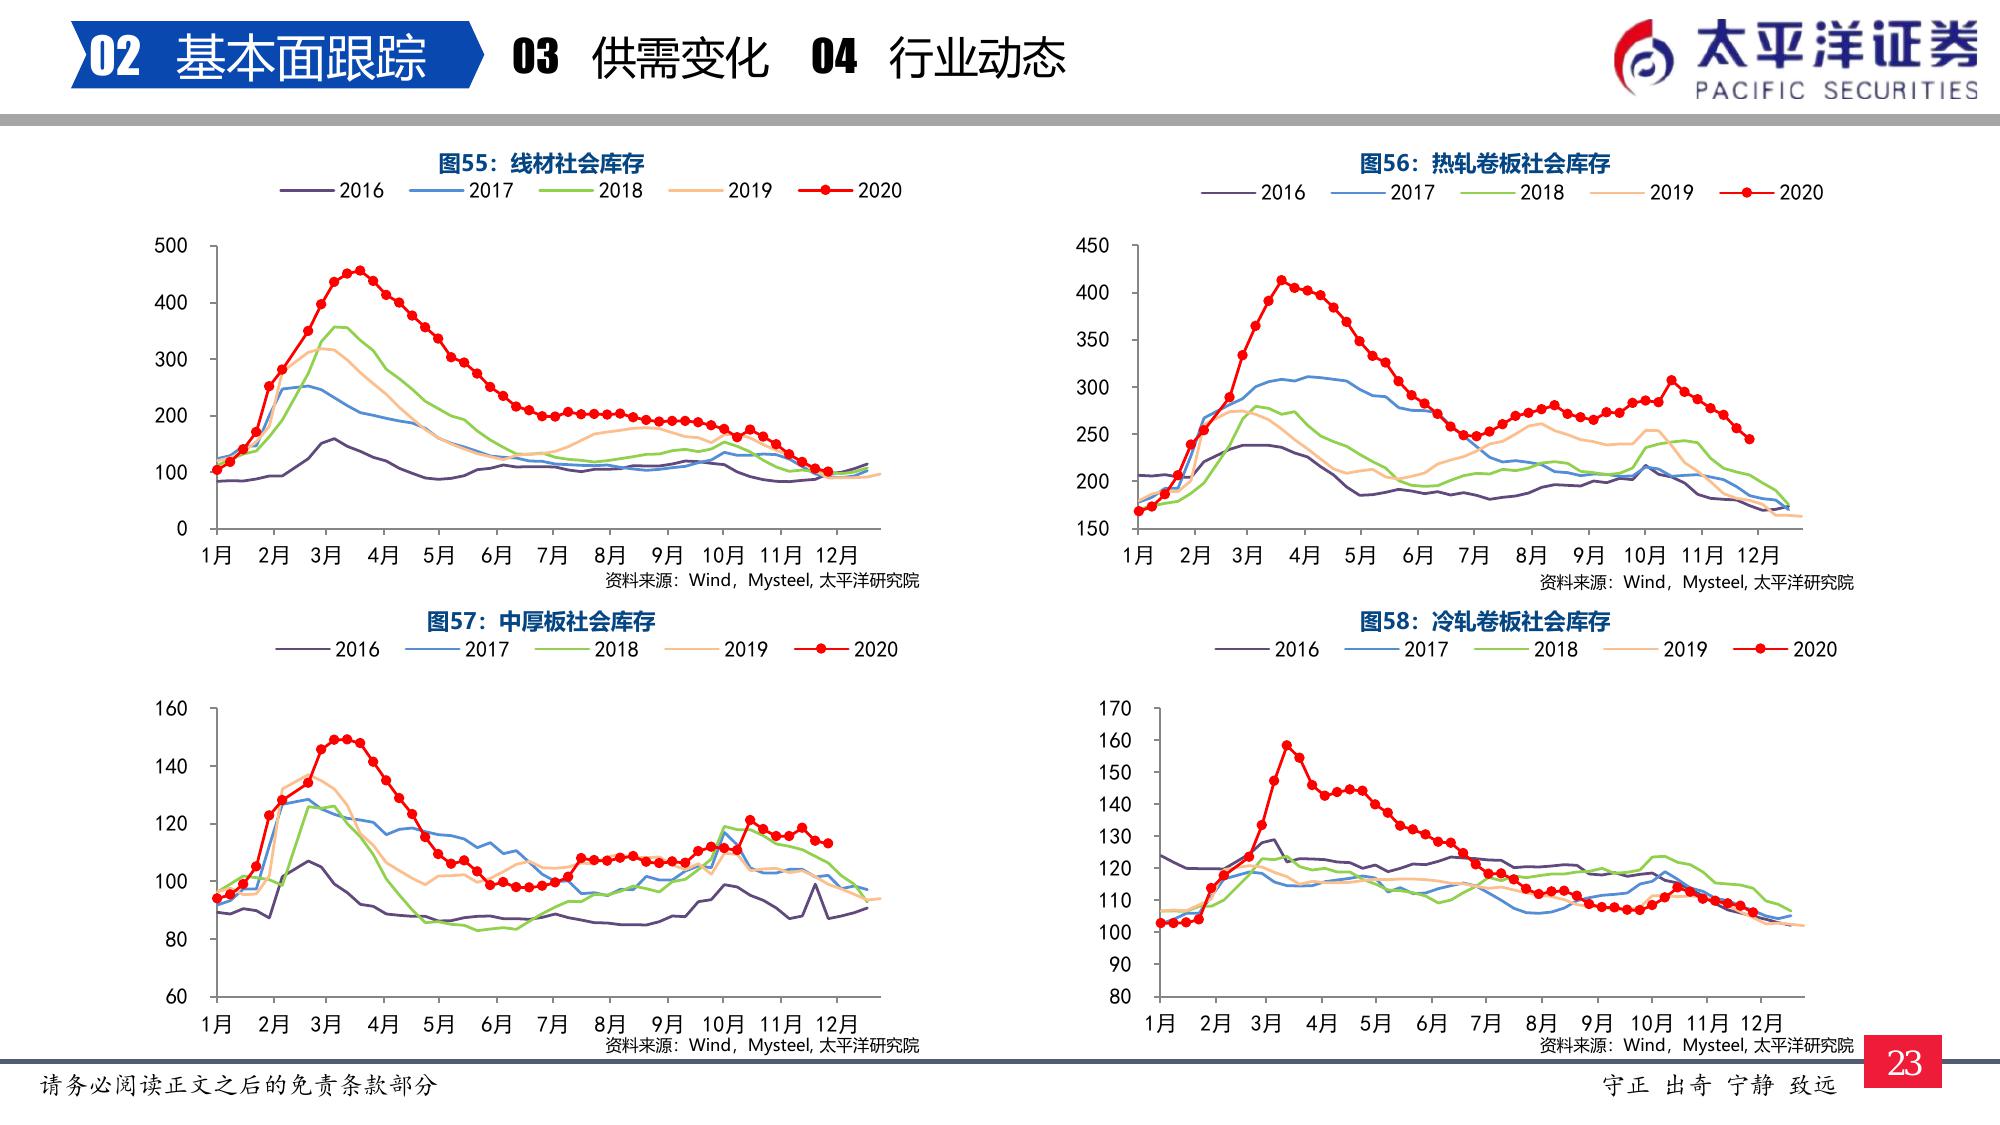 02 基本面跟踪 03 供需变化 04 行业动态
太平洋证券
PACIFIC SECURITIES
图55：线材社会库存
2016 2017 2018 2019 2020
500
400
300
200
100
0
1月 2月 3月 4月 5月 6月 7月 8月 9月 10月 11月 12月
资料来源：Wind，Mysteel, 太平洋研究院
图56：热轧卷板社会库存
2016 2017 2018 2019 2020
450
400
350
300
250
200
150
1月 2月 3月 4月 5月 6月 7月 8月 9月 10月 11月 12月
资料来源：Wind，Mysteel, 太平洋研究院
图57：中厚板社会库存
2016 2017 2018 2019 2020
160
140
120
100
80
60
1月 2月 3月 4月 5月 6月 7月 8月 9月 10月 11月 12月
资料来源：Wind，Mysteel, 太平洋研究院
图58：冷轧卷板社会库存
2016 2017 2018 2019 2020
170
160
150
140
130
120
110
100
90
80
1月 2月 3月 4月 5月 6月 7月 8月 9月 10月 11月 12月
资料来源：Wind，Mysteel, 太平洋研究院
23
请务必阅读正文之后的免责条款部分
守正 出奇 宁静 致远